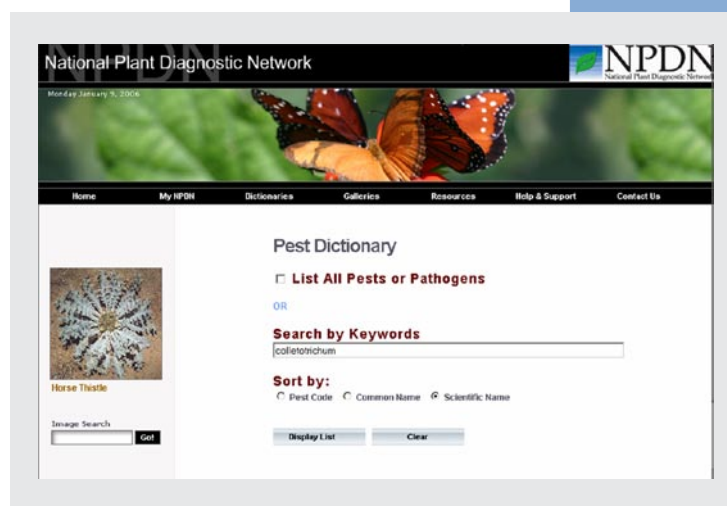 NPDN
National Plant Diagnostic Network
NPDN
National Plant Diagnostic Network
Monday January 9, 2006
Home My NPDN Dictionaries Galleries Resources Help & Support Contact Us
Pest Dictionary
List All Pests or Pathogens
OR
Search by Keywords
colletotrichum
Sort by:
Pest Code Common Name Scientific Name
Display List Clear
Horse Thistle
Image Search
Go!